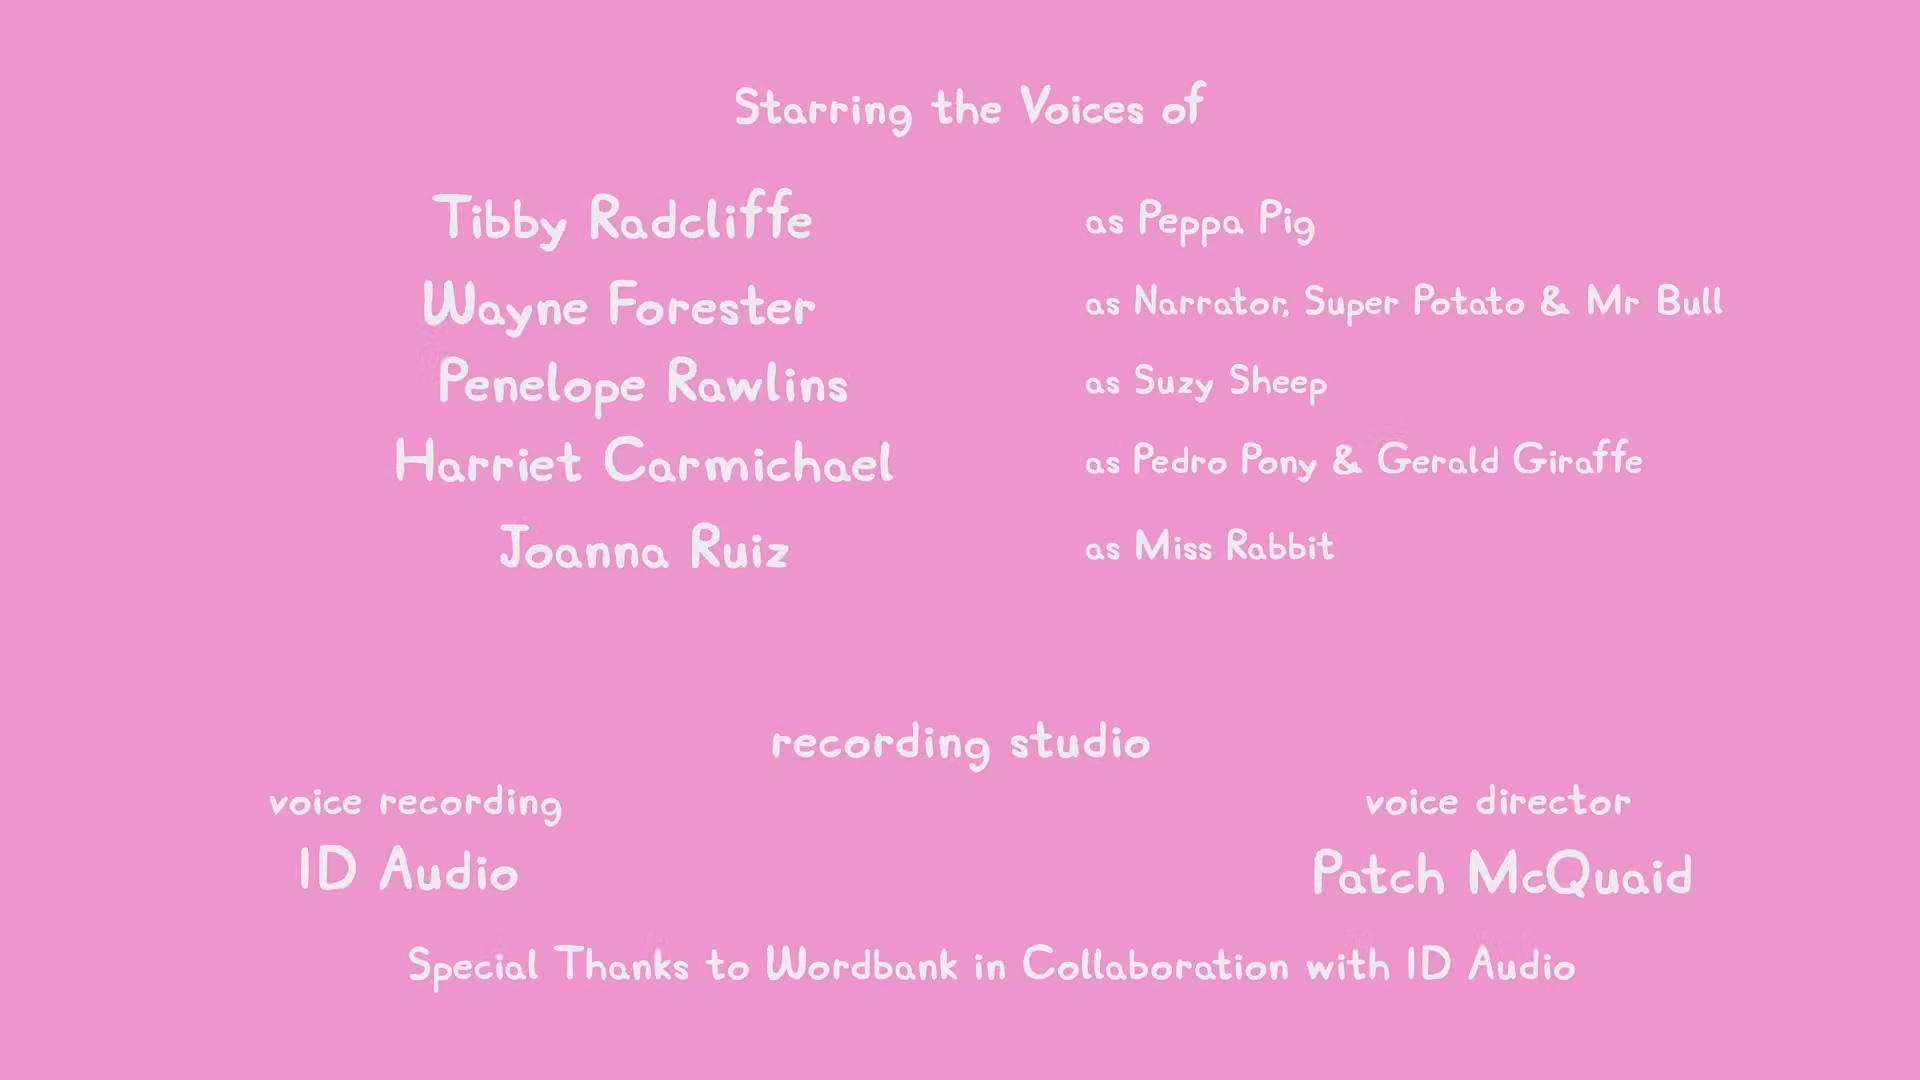 Starring the Voices of
Tibby Radcliffe as Peppa Pig
Wayne Forester as Narrator, Super Potato & Mr Bull
Penelope Rawlins as Suzy Sheep
Harriet Carmichael as Pedro Pony & Gerald Giraffe
Joanna Ruiz as Miss Rabbit
recording studio
voice recording voice director
ID Audio Patch McQuaid
Special Thanks to Wordbank in Collaboration with ID Audio